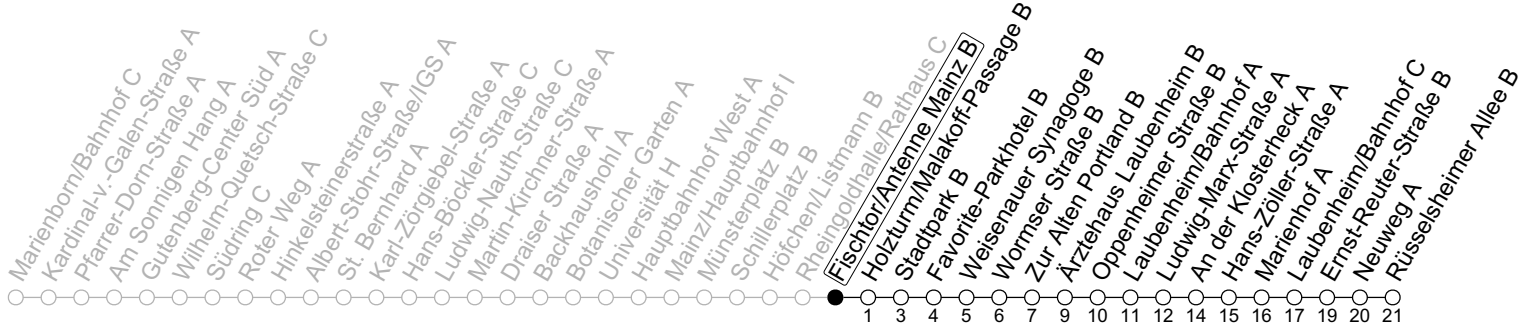 Marienborn/Bahnhof C
Kardinal-v.-Galen-Straße A
Pfarrer-Dorn-Straße A
Am Sonnigen Hang A
Gutenberg-Center Süd A
Wilhelm-Quetsch-Straße C
Südring C
Roter Weg A
Hinkelsteinerstraße A
Albert-Stohr-Straße/IGS A
St. Bernhard A
Karl-Zörgiebel-Straße A
Hans-Böckler-Straße C
Ludwig-Nauth-Straße C
Martin-Kirchner-Straße A
Draiser Straße A
Backhaushohl A
Botanischer Garten A
Universität H
Hauptbahnhof West A
Mainz/Hauptbahnhof I
Münsterplatz B
Schillerplatz B
Höfchen/Listmann B
Rheingoldhalle/Rathaus C
Fischtor/Antenne Mainz B
Holzturm/Malakoff-Passage B
Stadtpark B
Favorite-Parkhotel B
Weisenauer Synagoge B
Wormser Straße B
Zur Alten Portland B
Ärztehaus Laubenheim B
Oppenheimer Straße B
Laubenheim/Bahnhof A
Ludwig-Marx-Straße A
An der Klosterheck A
Hans-Zöller-Straße A
Marienhof A
Laubenheim/Bahnhof C
Ernst-Reuter-Straße B
Neuweg A
Rüsselsheimer Allee B
1 3 4 5 6 7 9 10 11 12 14 15 16 17 19 20 21